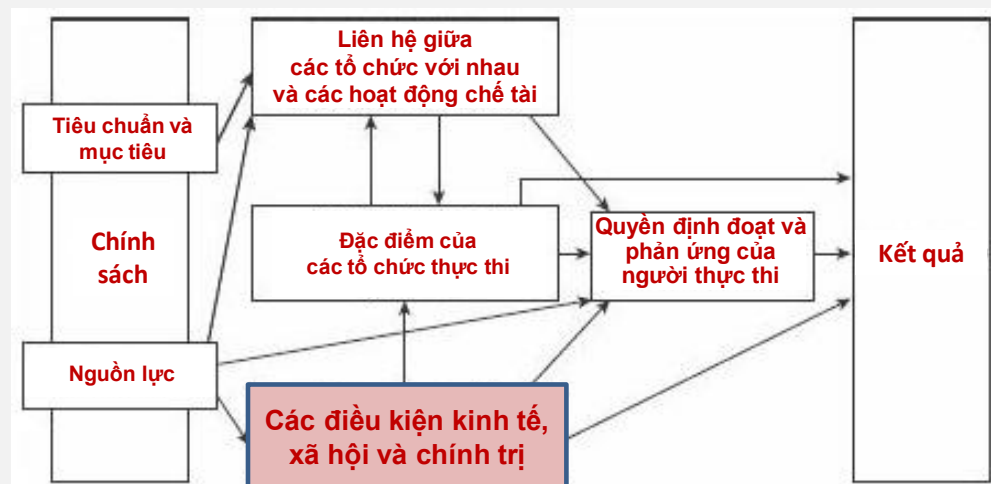 Liên hệ giữa
các tổ chức với nhau
và các hoạt động chế tài
Tiêu chuẩn và
mục tiêu
Chính
sách
Đặc điểm của
các tổ chức thực thi
Quyền định đoạt và
phản ứng của
người thực thi
Kết quả
Nguồn lực
Các điều kiện kinh tế,
xã hội và chính trị